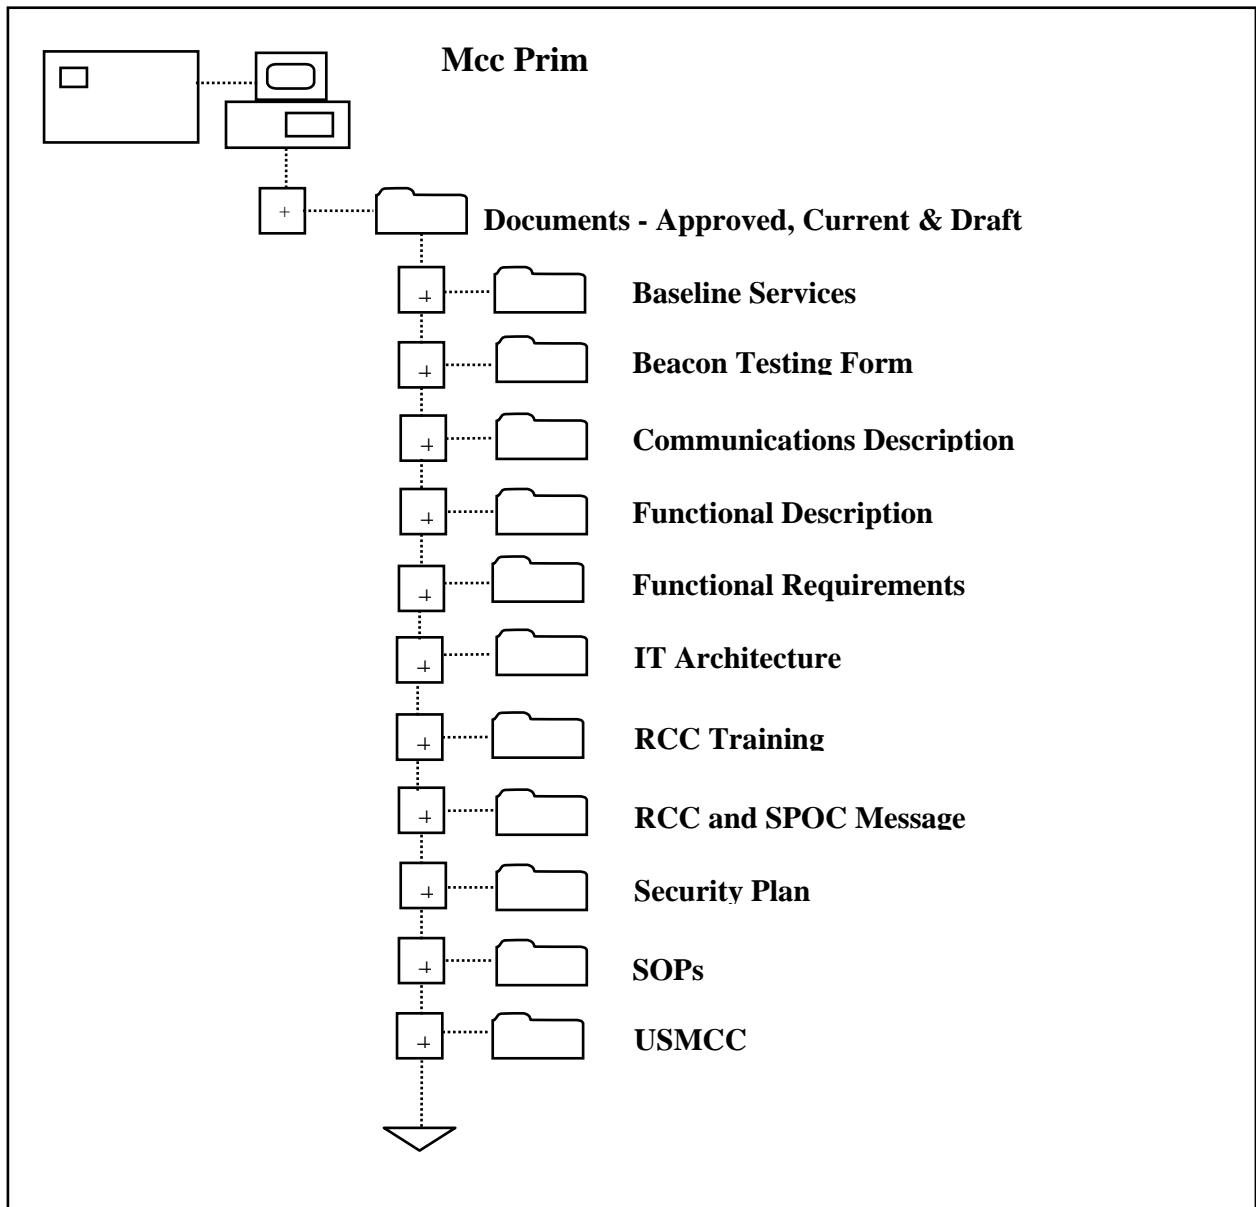 Mcc Prim
+
Documents - Approved, Current & Draft
+ Baseline Services
+ Beacon Testing Form
+ Communications Description
+ Functional Description
+ Functional Requirements
+ IT Architecture
+ RCC Training
+ RCC and SPOC Message
+ Security Plan
+ SOPs
+ USMCC